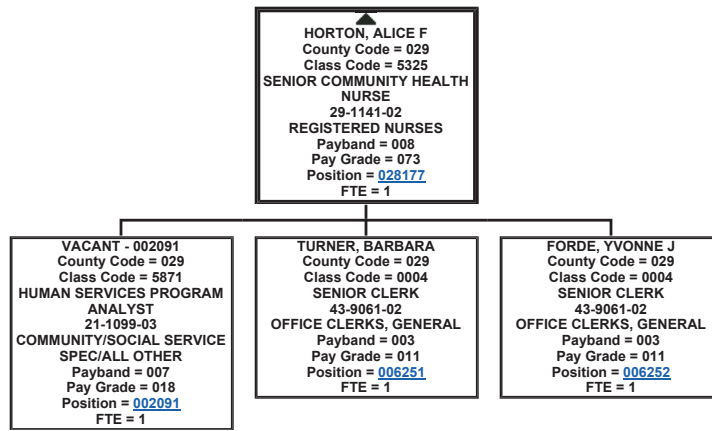 HORTON, ALICE F
County Code = 029
Class Code = 5325
SENIOR COMMUNITY HEALTH
NURSE
29-1141-02
REGISTERED NURSES
Payband = 008
Pay Grade = 073
Position = 028177
FTE = 1
VACANT - 002091
County Code = 029
Class Code = 5871
HUMAN SERVICES PROGRAM
ANALYST
21-1099-03
COMMUNITY/SOCIAL SERVICE
SPEC/ALL OTHER
Payband = 007
Pay Grade = 018
Position = 002091
FTE = 1
TURNER, BARBARA
County Code = 029
Class Code = 0004
SENIOR CLERK
43-9061-02
OFFICE CLERKS, GENERAL
Payband = 003
Pay Grade = 011
Position = 006251
FTE = 1
FORDE, YVONNE J
County Code = 029
Class Code = 0004
SENIOR CLERK
43-9061-02
OFFICE CLERKS, GENERAL
Payband = 003
Pay Grade = 011
Position = 006252
FTE = 1